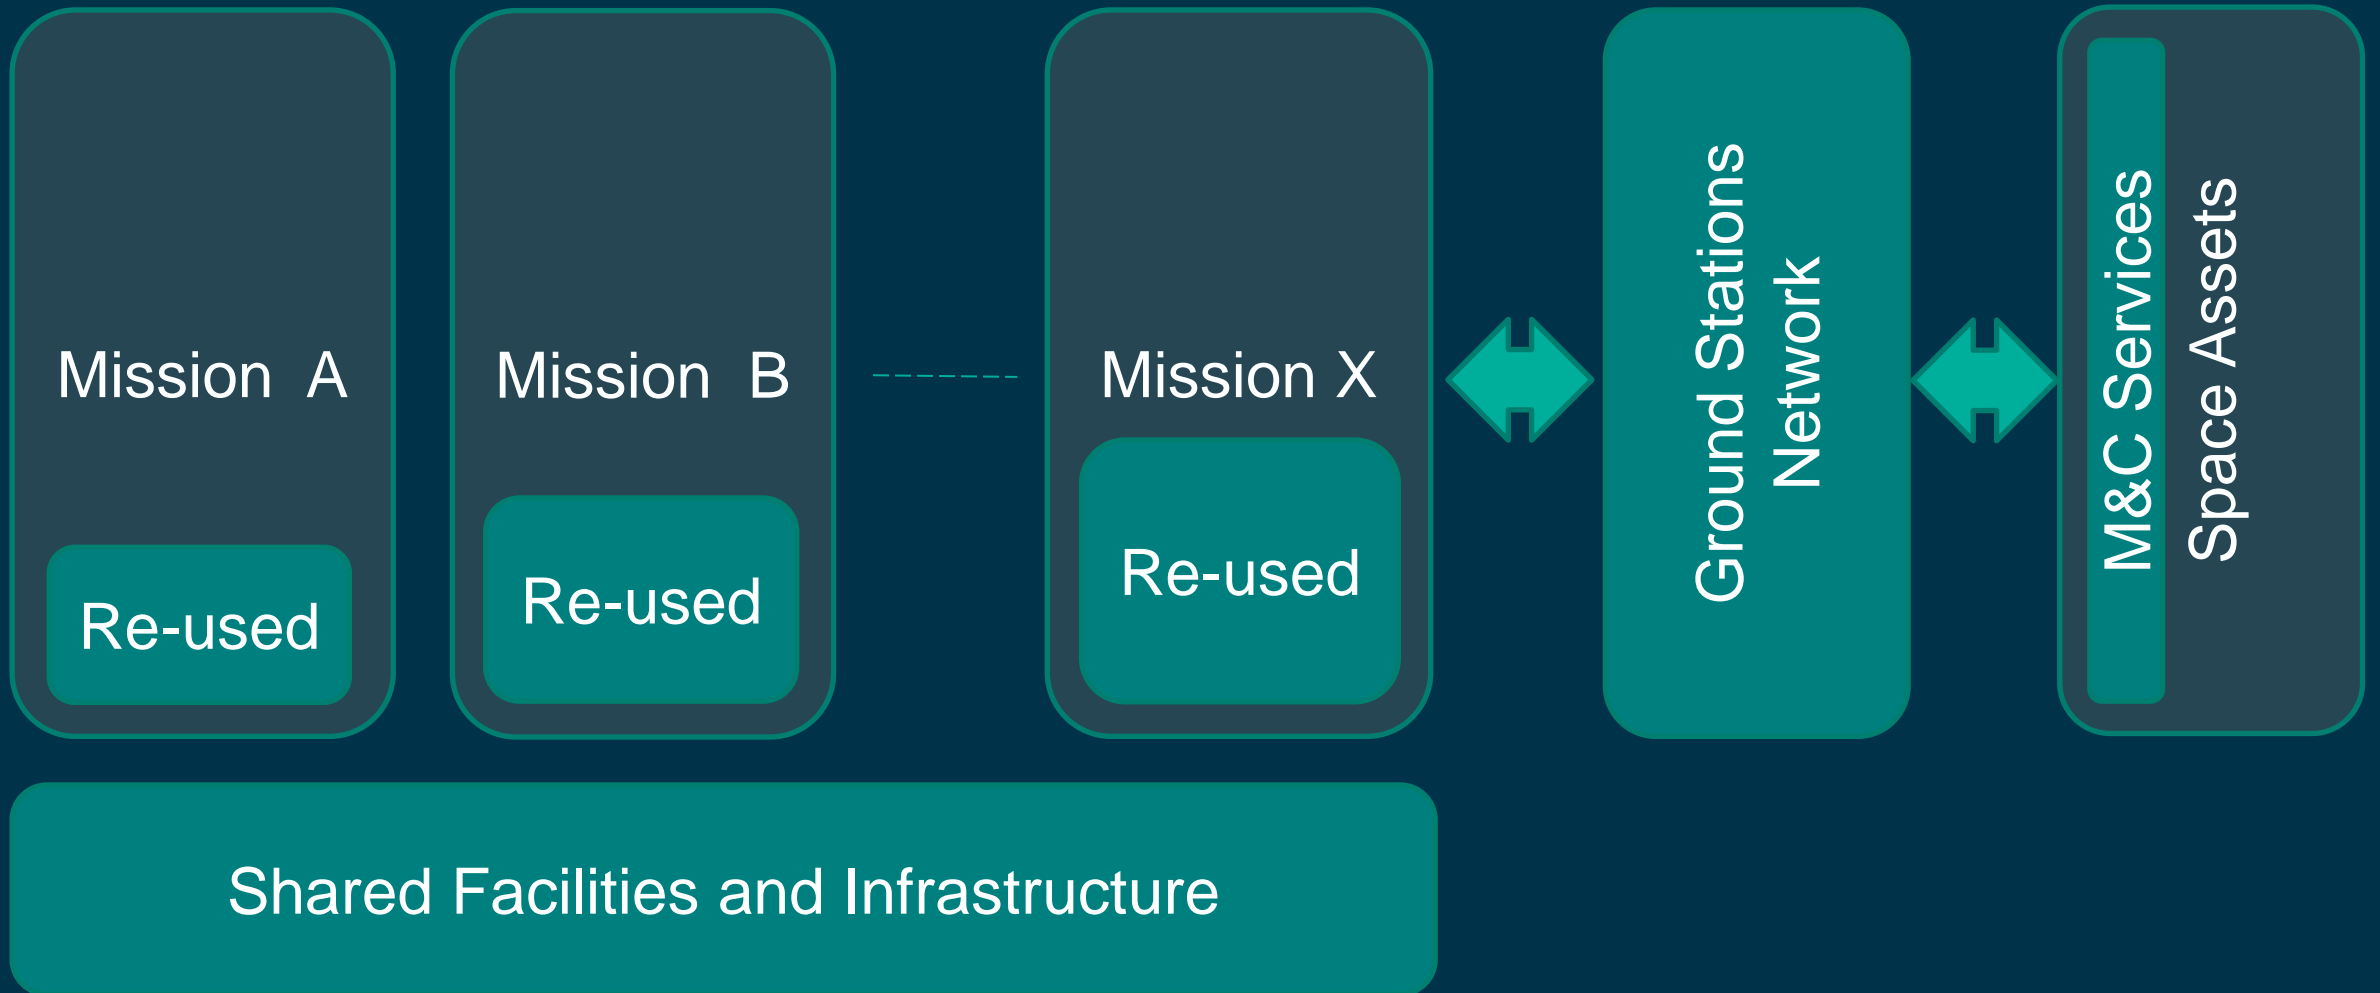 Mission  A
Re-used
Mission  B
Re-used
Mission X
Re-used
Ground Stations
Network
M&C Services
Space Assets
Shared Facilities and Infrastructure